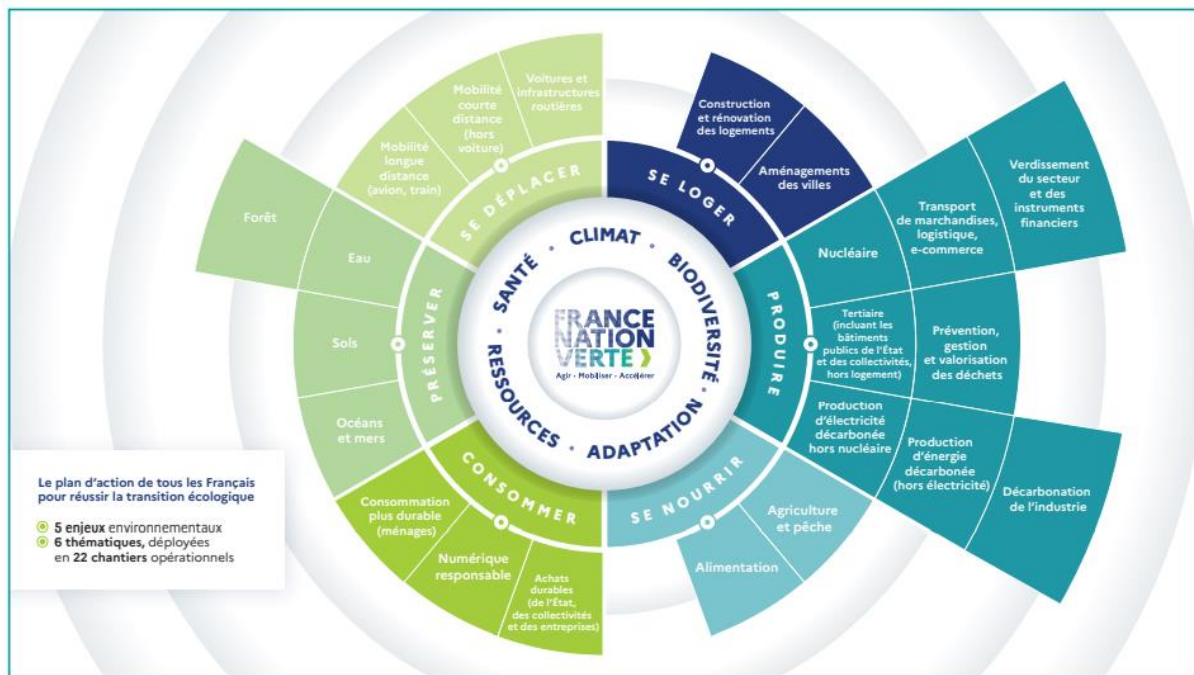 Voitures et
infrastructures
routières
Mobilité
courte
distance
(hors
voiture)
Mobilité
longue
distance
(avion, train)
SE DÉPLACER
Construction
et rénovation
des logements
Aménagements
des villes
SE LOGER
Verdissement
du secteur
et des
instruments
financiers
Transport
de marchandises,
logistique,
e-commerce
Nucléaire
Tertiaire (incluant les
bâtiments
publics de l'État
et des collectivités,
hors logement)
Prévention,
gestion
et valorisation
des déchets
Production
d'électricité
décarbonée
hors nucléaire
Production
d'énergie
décarbonée
(hors électricité)
Décarbonation
de l'industrie
PRODUIRE
Forêt
Eau
Sols
Océans
et mers
PRÉSERVER
SANTÉ • CLIMAT • BIODIVERSITÉ • ADAPTATION • RESSOURCES •
FRANCE
NATION
VERTE
Agir • Mobiliser • Accélérer
CONSOMMER
Consommation
plus durable
(ménages)
Numérique
responsable
Achats
durables
(de l'État,
des collectivités
et des entreprises)
SE NOURRIR
Agriculture
et pêche
Alimentation
Le plan d'action de tous les Français
pour réussir la transition écologique
5 enjeux environnementaux
6 thématiques, déployées
en 22 chantiers opérationnels